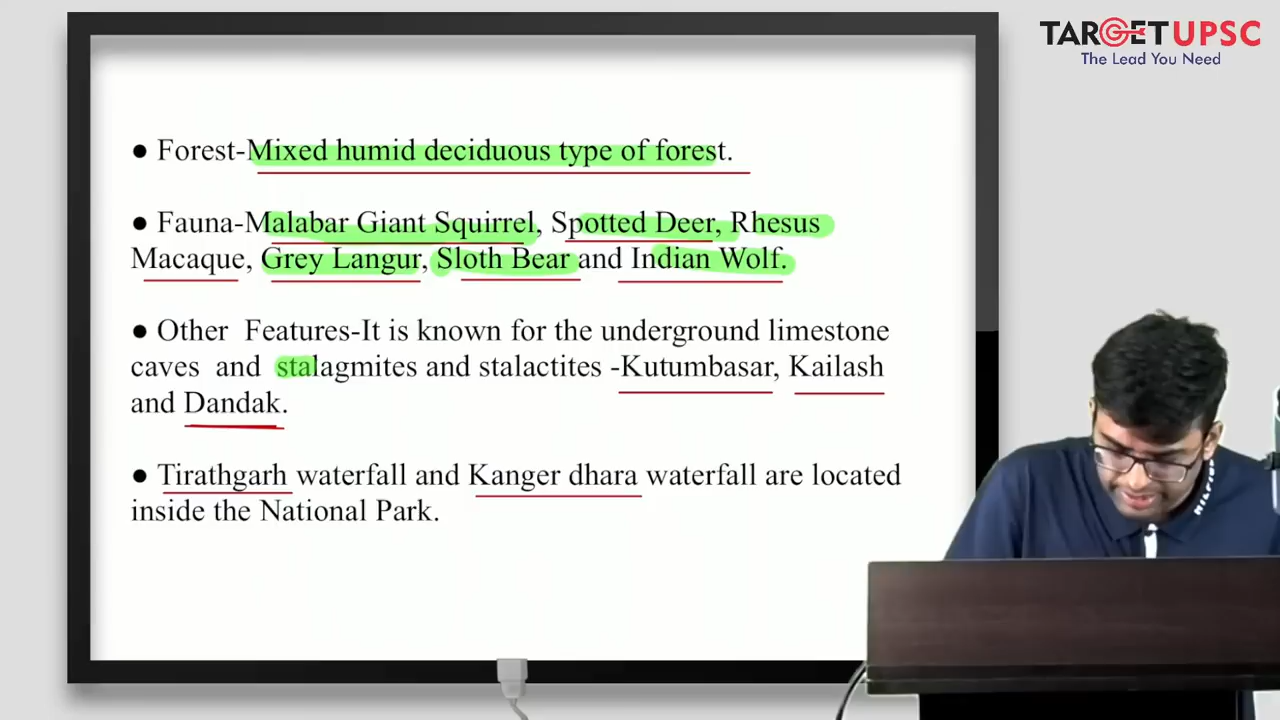 TARGET UPSC
The Lead You Need
● Forest-Mixed humid deciduous type of forest.
● Fauna-Malabar Giant Squirrel, Spotted Deer, Rhesus
Macaque, Grey Langur, Sloth Bear and Indian Wolf.
● Other Features-It is known for the underground limestone
caves and stalagmites and stalactites -Kutumbasar, Kailash
and Dandak.
● Tirathgarh waterfall and Kanger dhara waterfall are located
inside the National Park.
HILFIGER